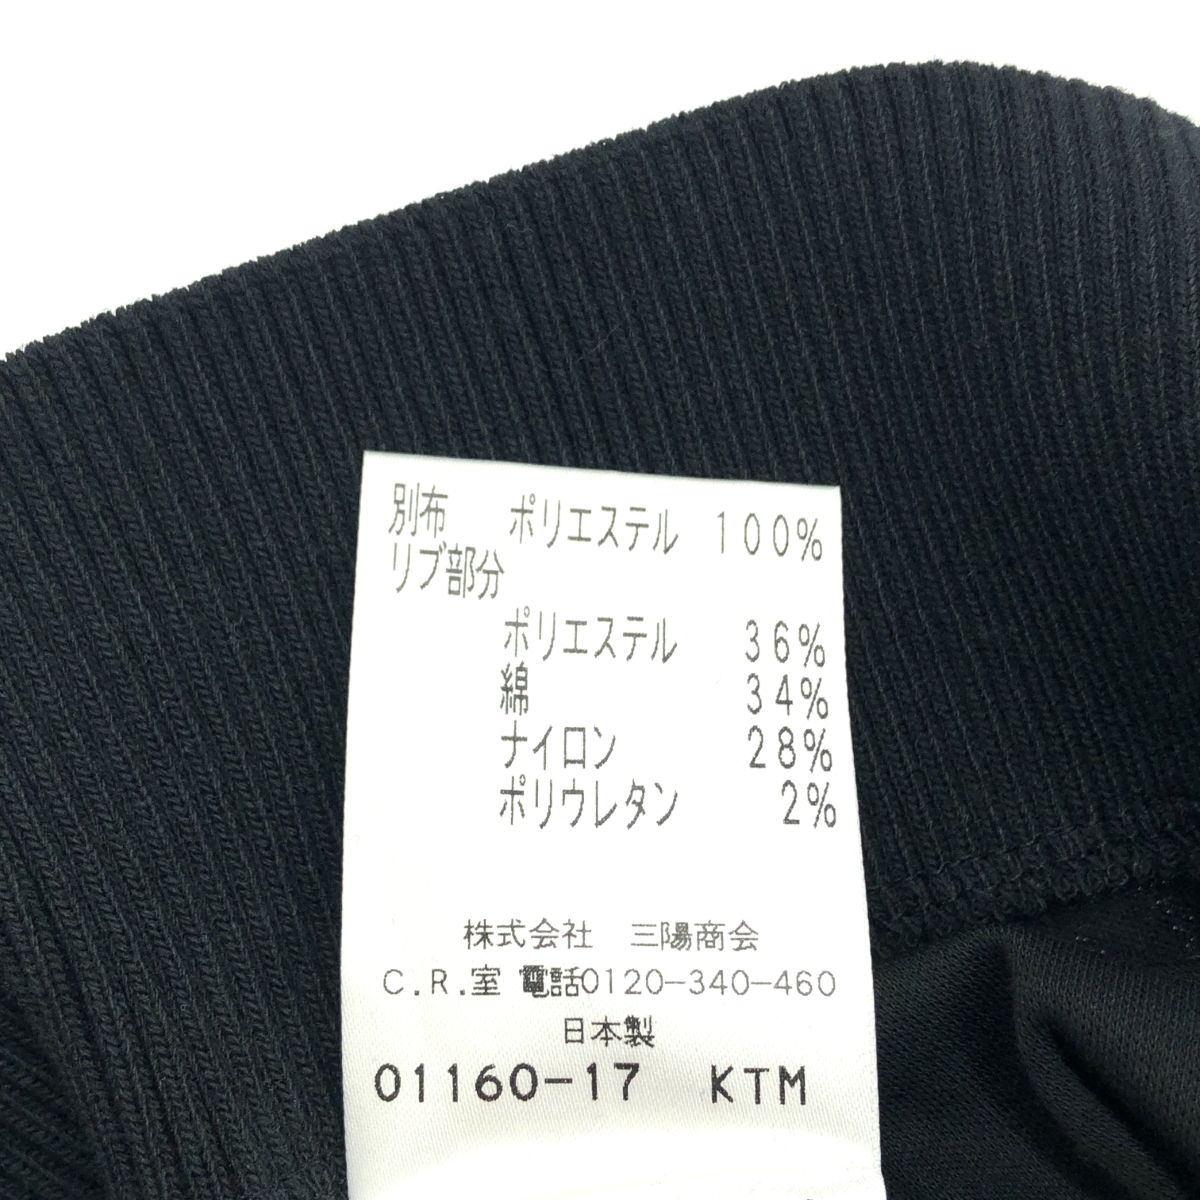 別布 ポリエステル 100%
リブ部分
ポリエステル 36%
綿 34%
ナイロン 28%
ポリウレタン 2%
株式会社 三陽商会
C.R.室 電話0120-340-460
日本製
01160-17 KTM